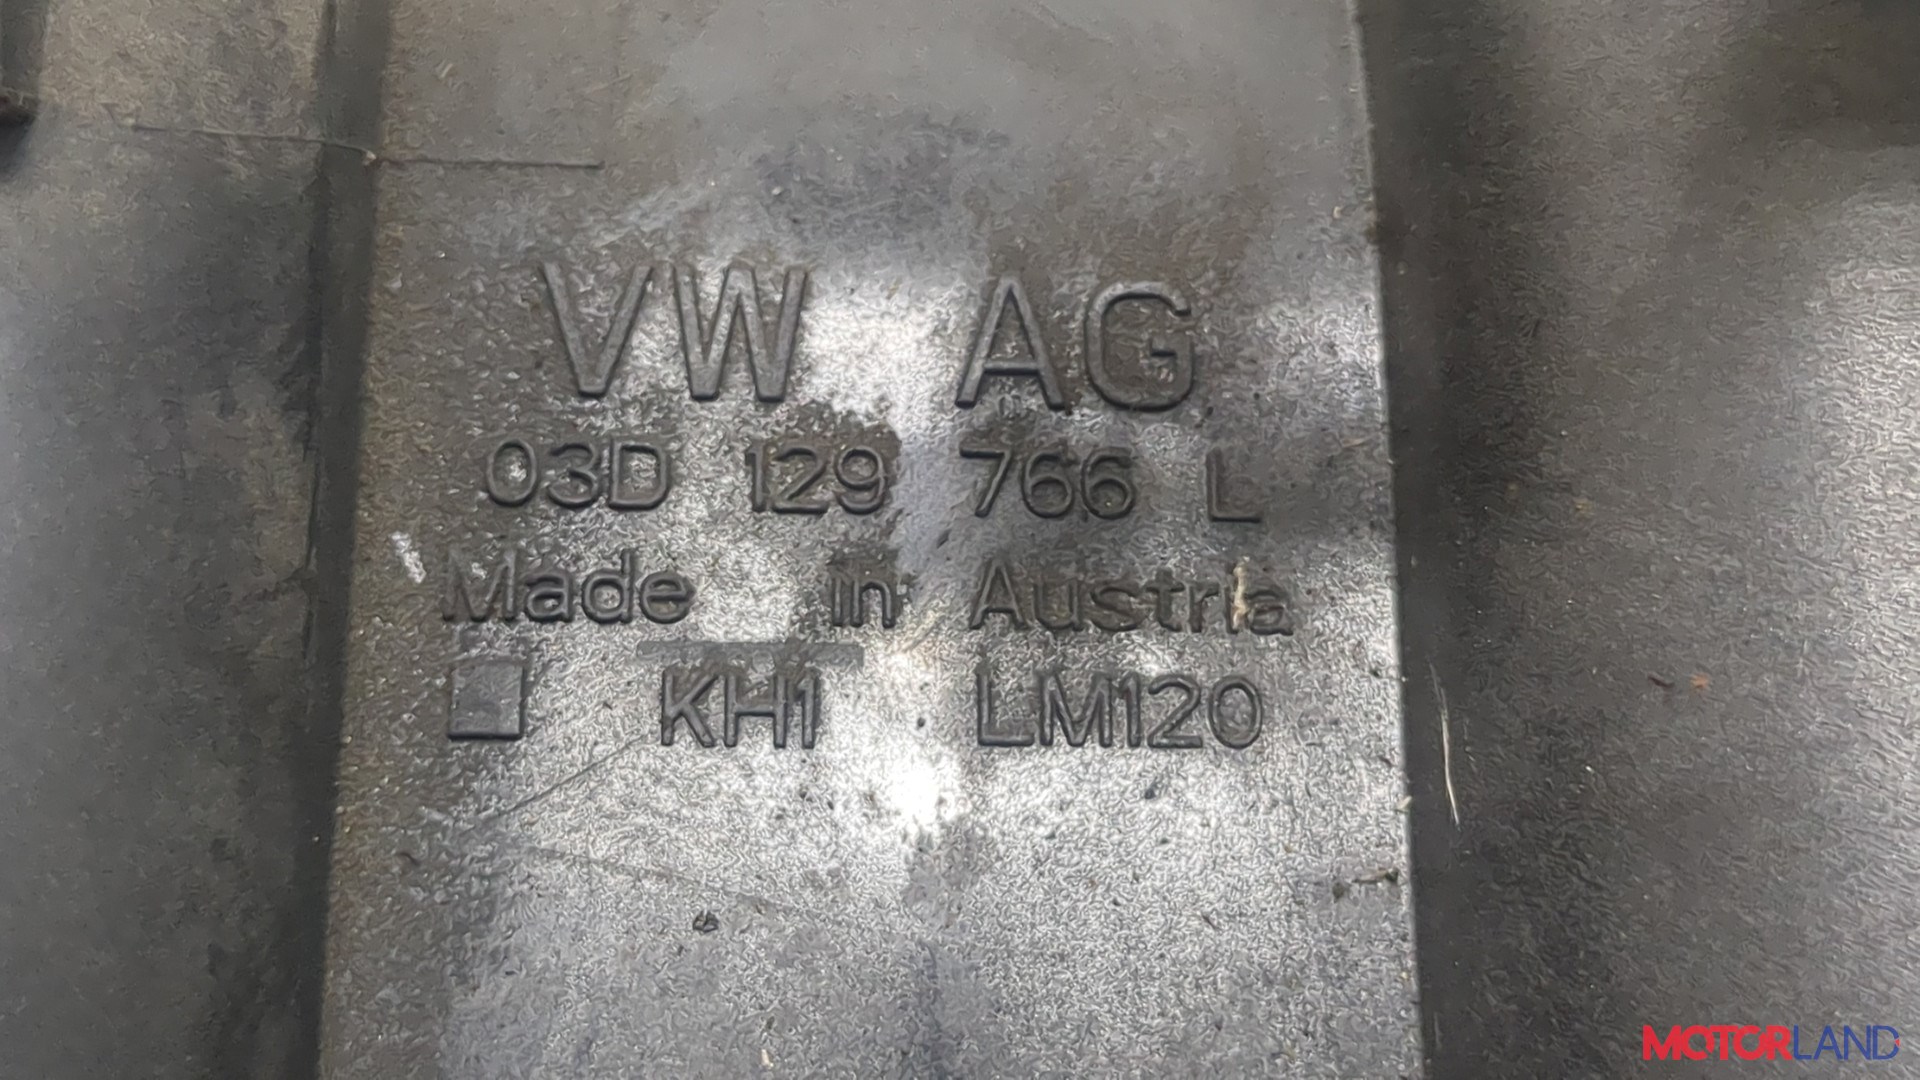 VW AG
03D 129 766 L
Made in Austria
KH1 LM120
MOTORLAND